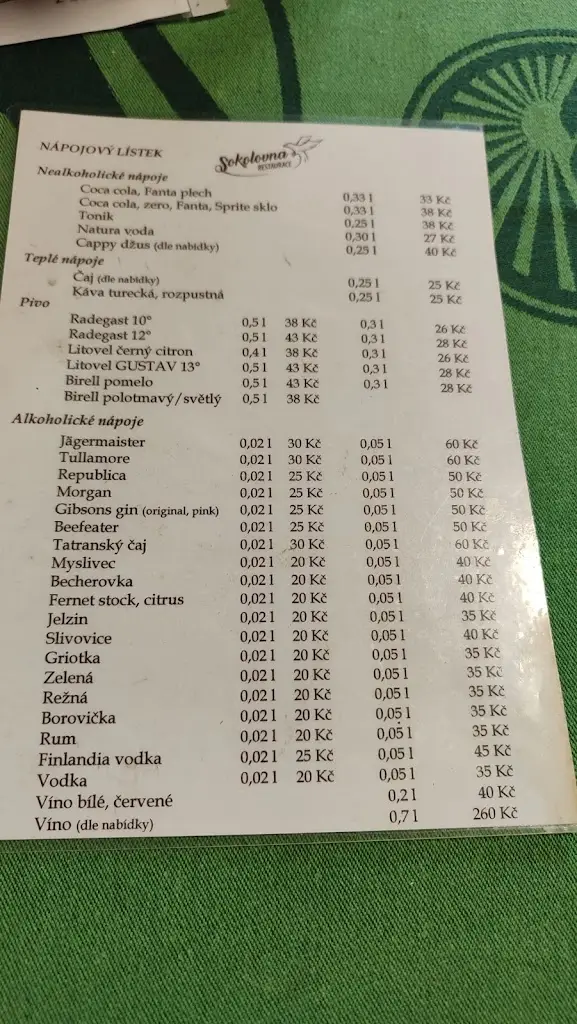 NÁPOJOVÝ LÍSTEK
Sokolovna
RESTAURACE
Nealkoholické nápoje
Coca cola, Fanta plech 0,33 l 33 Kč
Coca cola, zero, Fanta, Sprite sklo 0,33 l 38 Kč
Tonik 0,25 l 38 Kč
Natura voda 0,30 l 27 Kč
Cappy džus (dle nabídky) 0,25 l 40 Kč
Teplé nápoje
Čaj (dle nabídky) 0,25 l 25 Kč
Káva turecká, rozpustná 0,25 l 25 Kč
Pivo
Radegast 10° 0,5 l 38 Kč 0,3 l 26 Kč
Radegast 12° 0,5 l 43 Kč 0,3 l 28 Kč
Litovel černý citron 0,4 l 38 Kč 0,3 l 26 Kč
Litovel GUSTAV 13° 0,5 l 43 Kč 0,3 l 28 Kč
Birell pomelo 0,5 l 43 Kč 0,3 l 28 Kč
Birell polotmavý/světlý 0,5 l 38 Kč
Alkoholické nápoje
Jägermaister 0,02 l 30 Kč 0,05 l 60 Kč
Tullamore 0,02 l 30 Kč 0,05 l 60 Kč
Republica 0,02 l 25 Kč 0,05 l 50 Kč
Morgan 0,02 l 25 Kč 0,05 l 50 Kč
Gibsons gin (original, pink) 0,02 l 25 Kč 0,05 l 50 Kč
Beefeater 0,02 l 25 Kč 0,05 l 50 Kč
Tatranský čaj 0,02 l 30 Kč 0,05 l 60 Kč
Myslivec 0,02 l 20 Kč 0,05 l 40 Kč
Becherovka 0,02 l 20 Kč 0,05 l 40 Kč
Fernet stock, citrus 0,02 l 20 Kč 0,05 l 40 Kč
Jelzin 0,02 l 20 Kč 0,05 l 35 Kč
Slivovice 0,02 l 20 Kč 0,05 l 40 Kč
Griotka 0,02 l 20 Kč 0,05 l 35 Kč
Zelená 0,02 l 20 Kč 0,05 l 35 Kč
Režná 0,02 l 20 Kč 0,05 l 35 Kč
Borovička 0,02 l 20 Kč 0,05 l 35 Kč
Rum 0,02 l 20 Kč 0,05 l 35 Kč
Finlandia vodka 0,02 l 25 Kč 0,05 l 45 Kč
Vodka 0,02 l 20 Kč 0,05 l 35 Kč
Víno bílé, červené 0,2 l 40 Kč
Víno (dle nabídky) 0,7 l 260 Kč